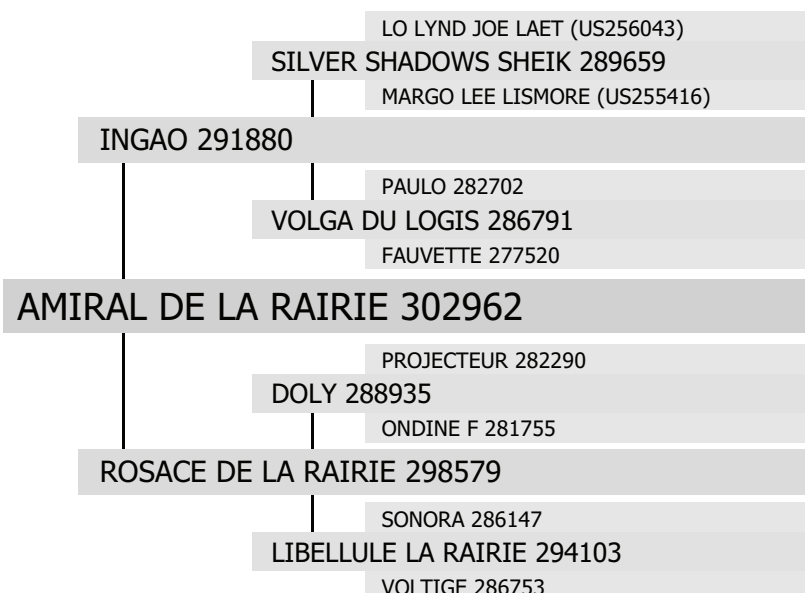 LO LYND JOE LAET (US256043)
SILVER SHADOWS SHEIK 289659
MARGO LEE LISMORE (US255416)
INGAO 291880
PAULO 282702
VOLGA DU LOGIS 286791
FAUVETTE 277520
AMIRAL DE LA RAIRIE 302962
PROJECTEUR 282290
DOLY 288935
ONDINE F 281755
ROSACE DE LA RAIRIE 298579
SONORA 286147
LIBELLULE LA RAIRIE 294103
VOLTIGE 286753